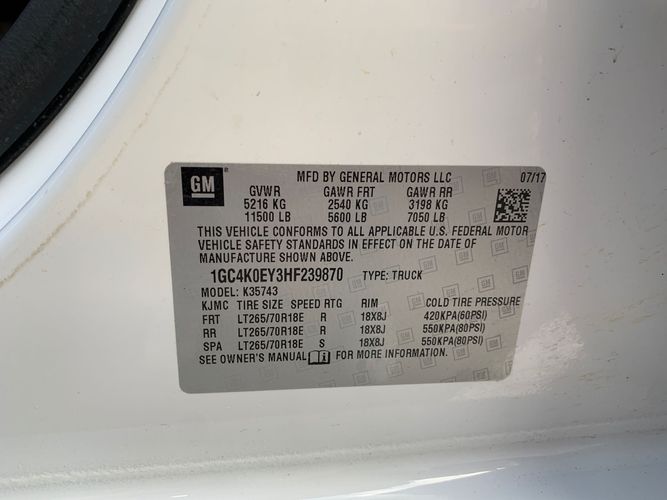 GM® MFD BY GENERAL MOTORS LLC 07/17
GVWR GAWR FRT GAWR RR
5216 KG 2540 KG 3198 KG
11500 LB 5600 LB 7050 LB
THIS VEHICLE CONFORMS TO ALL APPLICABLE U.S. FEDERAL MOTOR
VEHICLE SAFETY STANDARDS IN EFFECT ON THE DATE OF
MANUFACTURE SHOWN ABOVE.
1GC4K0EY3HF239870 TYPE: TRUCK
MODEL: K35743
KJMC TIRE SIZE SPEED RTG RIM COLD TIRE PRESSURE
FRT LT265/70R18E R 18X8J 420KPA(60PSI)
RR LT265/70R18E R 18X8J 550KPA(80PSI)
SPA LT265/70R18E S 18X8J 550KPA(80PSI)
SEE OWNER'S MANUAL FOR MORE INFORMATION.